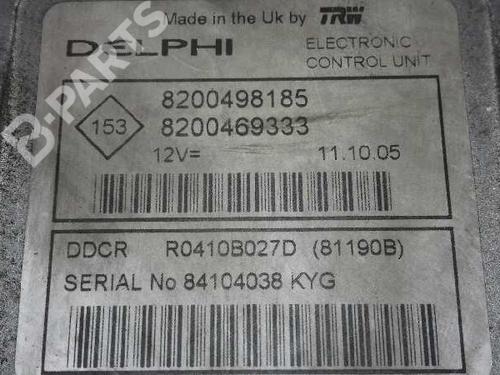 Made in the Uk by TRW
DELPHI
ELECTRONIC
CONTROL UNIT
B-PARTS
153
8200498185
8200469333
12V=
11.10.05
DDCR R0410B027D (81190B)
SERIAL No 84104038 KYG